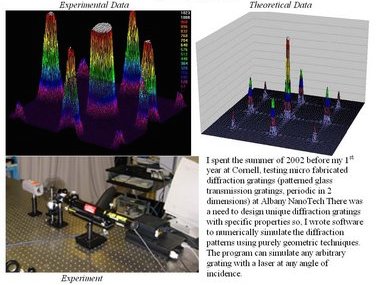 Experimental Data
Theoretical Data
Experiment
I spent the summer of 2002 before my 1st
year at Cornell, testing micro fabricated
diffraction gratings (patterned glass
transmission gratings, periodic in 2
dimensions) at Albany NanoTech There was
a need to design unique diffraction gratings
with specific properties so, I wrote software
to numerically simulate the diffraction
patterns using purely geometric techniques.
The program can simulate any arbitrary
grating with a laser at any angle of
incidence.